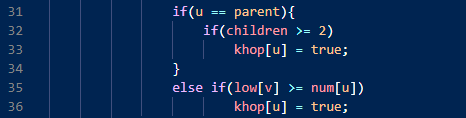 31 if(u == parent){
32 if(children >= 2)
33 khop[u] = true;
34 }
35 else if(low[v] >= num[u])
36 khop[u] = true;